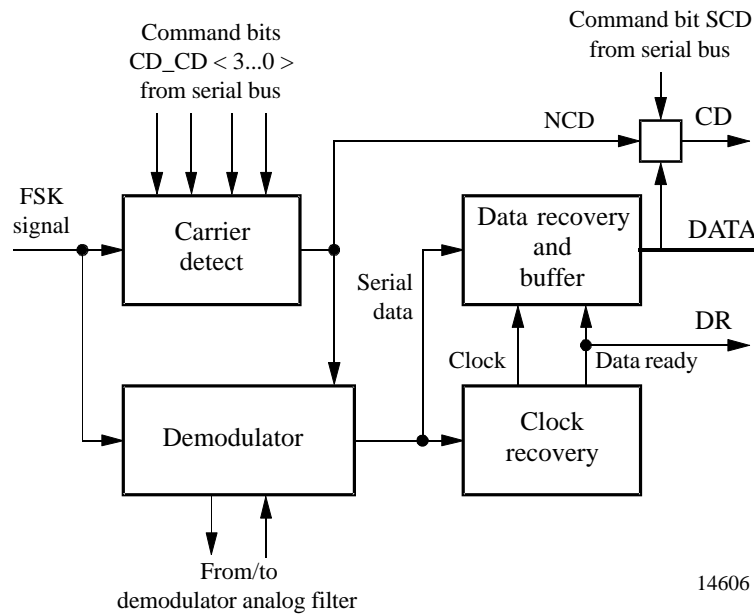 Command bits
CD_CD < 3...0 >
from serial bus
Command bit SCD
from serial bus
NCD
CD
FSK
signal
Carrier
detect
Data recovery
and
buffer
DATA
Serial
data
DR
Clock
Data ready
Demodulator
Clock
recovery
From/to
demodulator analog filter
14606